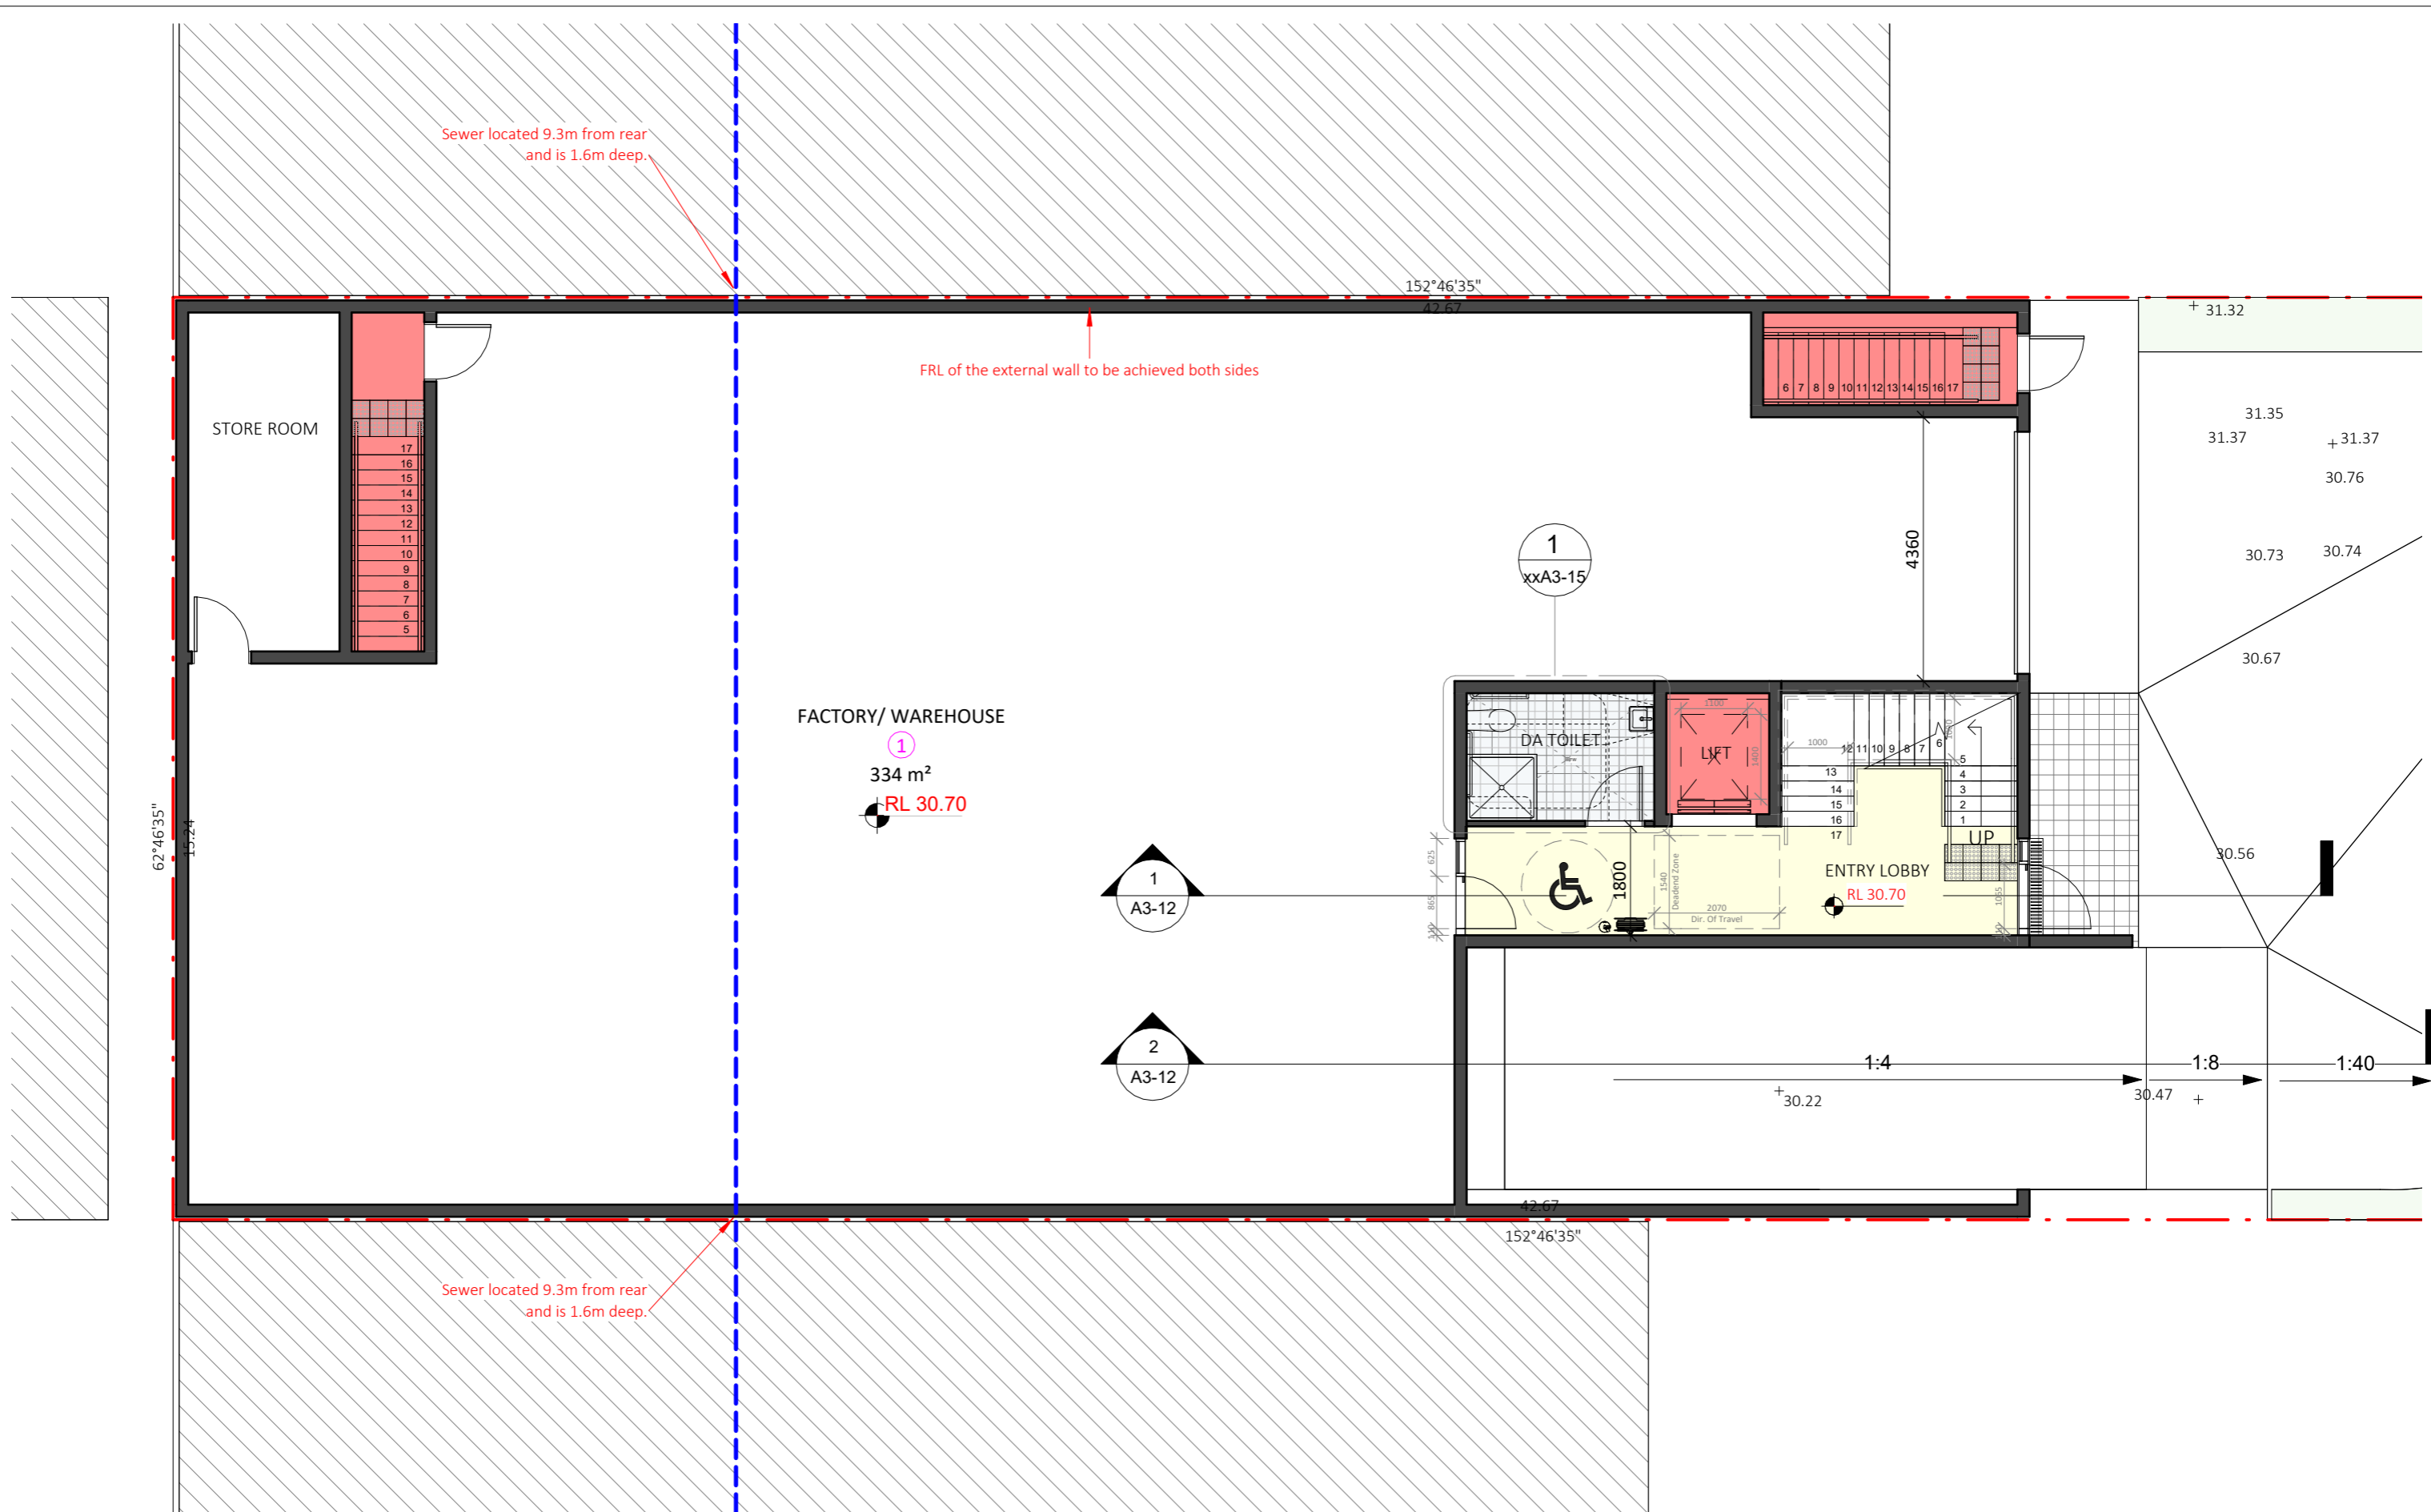 Sewer located 9.3m from rear
and is 1.6m deep.
152°46'35"
42.67
31.32
FRL of the external wall to be achieved both sides
6 7 8 9 10 11 12 13 14 15 16 17
31.35
STORE ROOM
31.37
31.37
17
16
15
14
13
12
11
10
9
8
7
6
5
30.76
1
xxA3-15
4360
30.73
30.74
30.67
FACTORY/ WAREHOUSE
1
334 m²
RL 30.70
DA TOILET
1100
LIFT
1400
1000
1000
12 11 10 9 8 7 6
5
4
3
2
1
13
14
15
16
17
UP
62°46'35"
15.24
625
865
1800
1540
Deadend Zone
2070
Dir. Of Travel
ENTRY LOBBY
RL 30.70
30.56
1
A3-12
2
A3-12
1:4
1:8
1:40
30.22
30.47
42.67
152°46'35"
Sewer located 9.3m from rear
and is 1.6m deep.